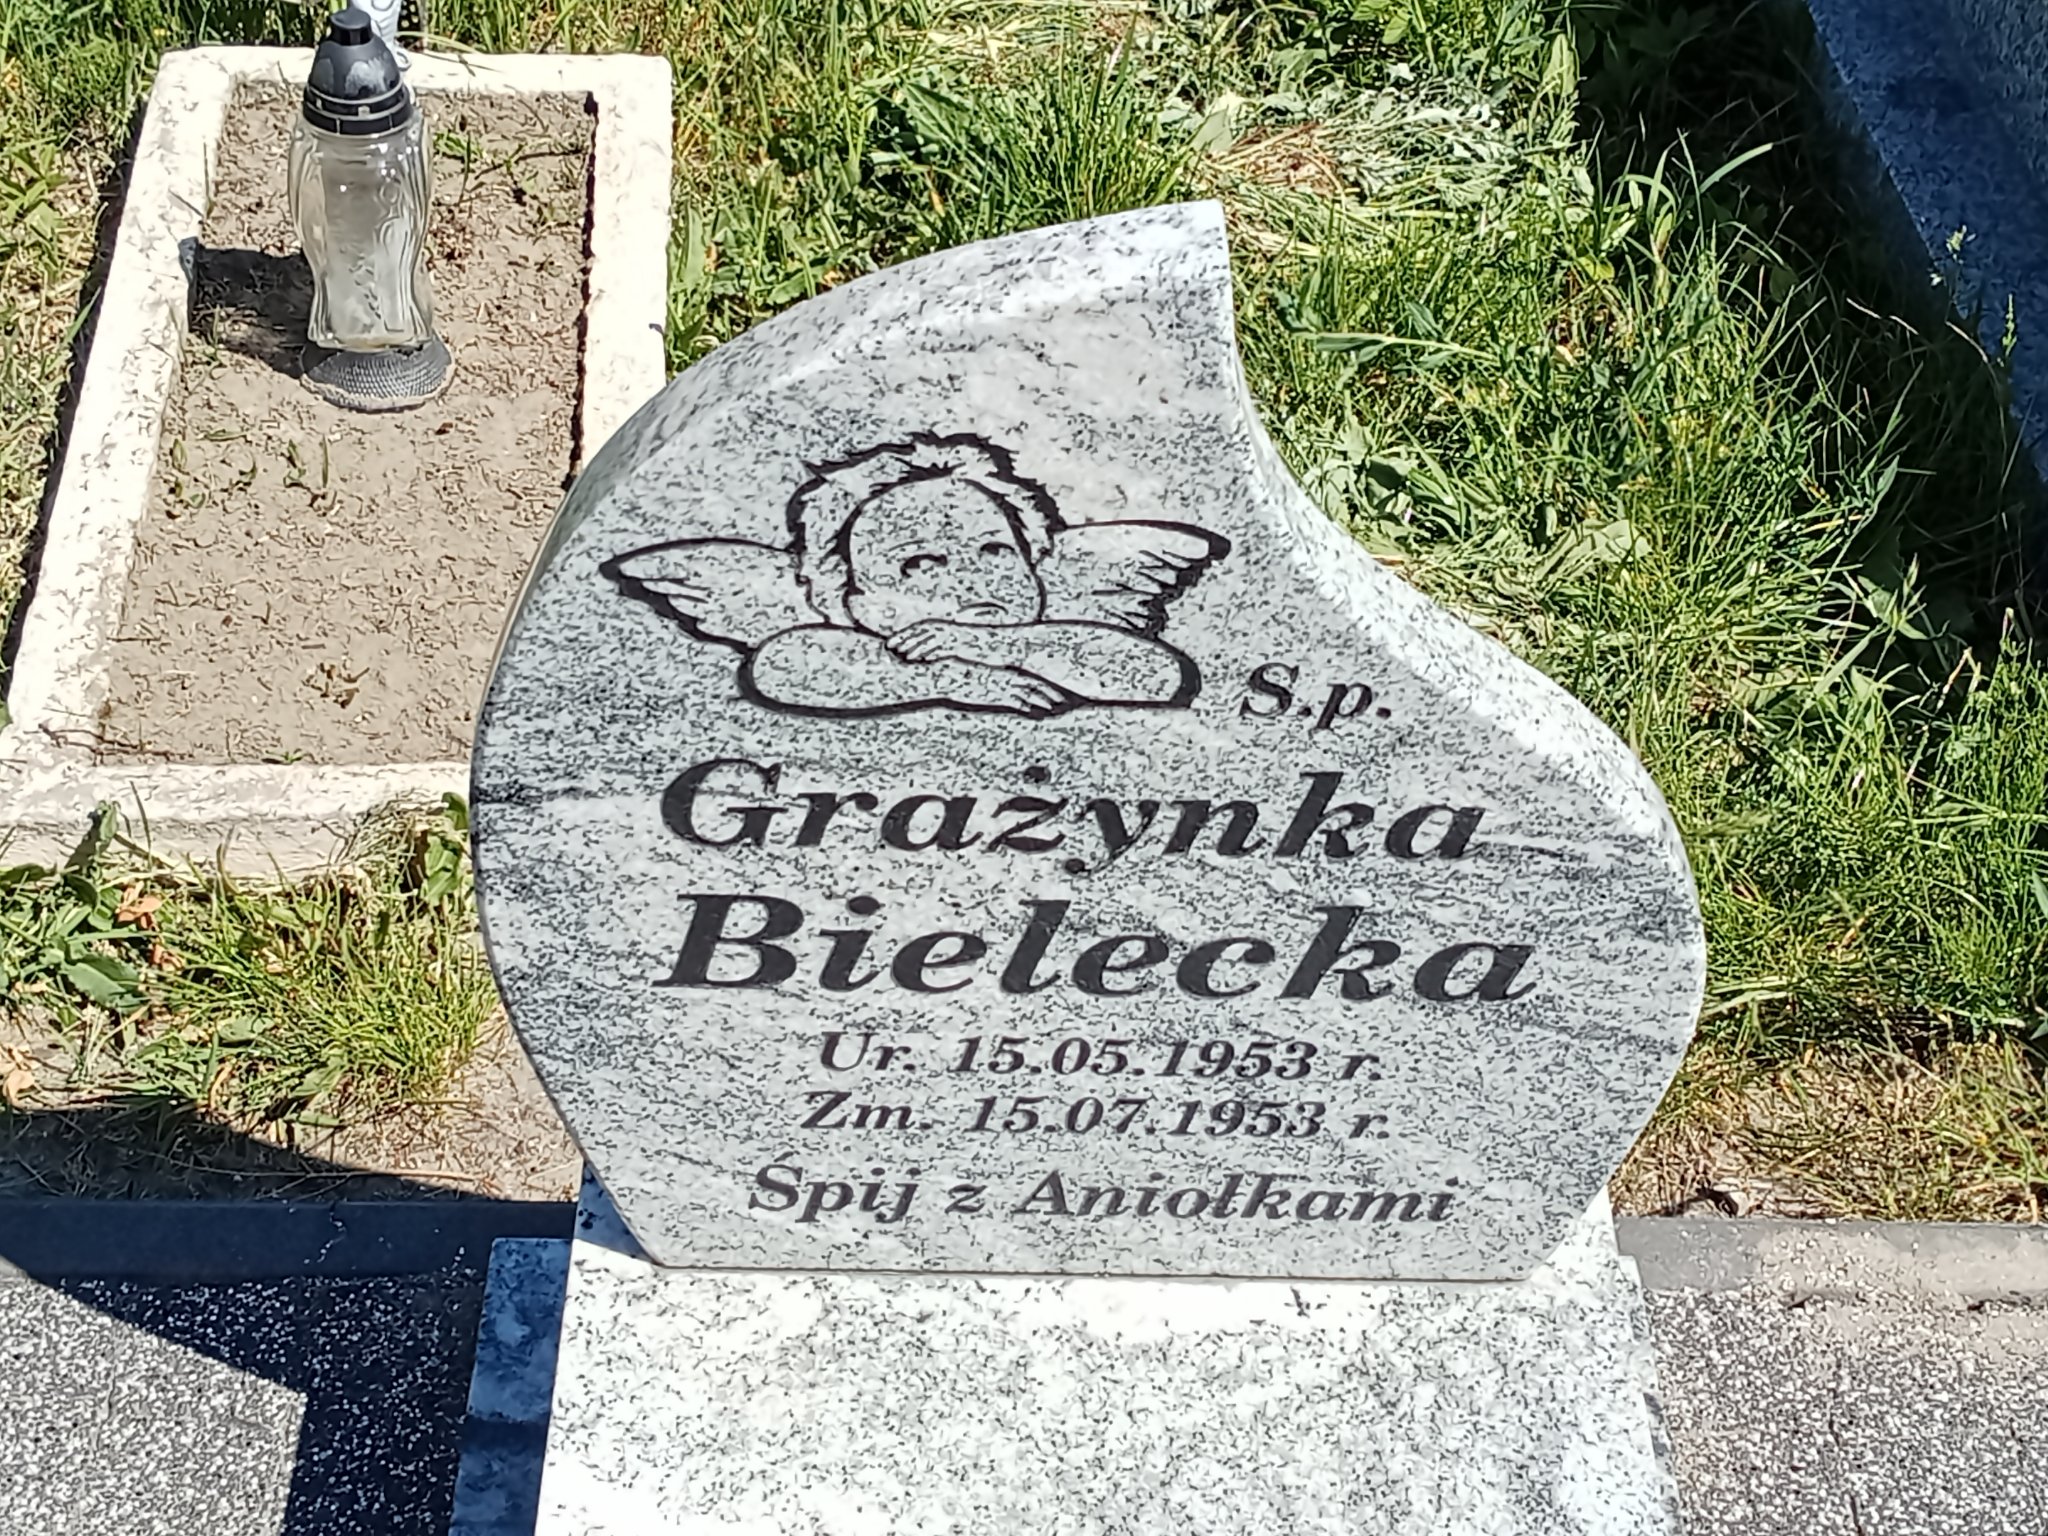 S.p.
Grażynka
Bielecka
Ur. 15.05.1953 r.
Zm. 15.07.1953 r.
Śpij z Aniołkami